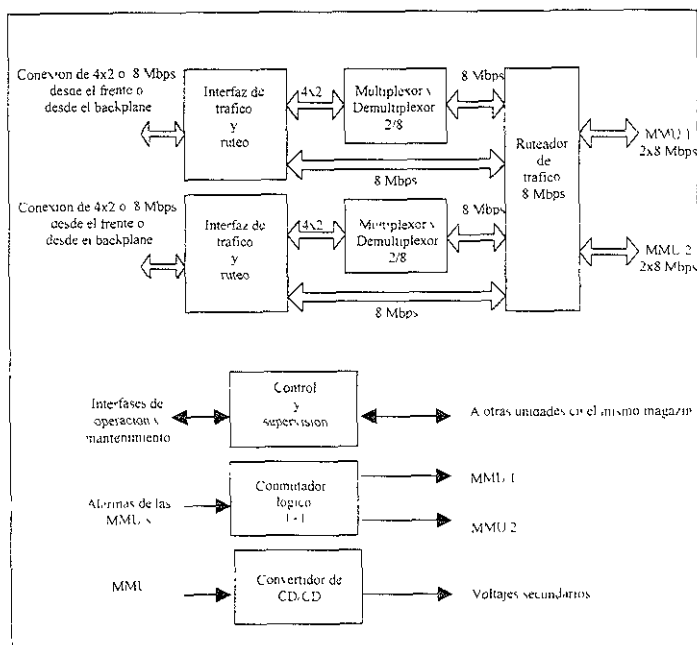 Conexion de 4x2 o 8 Mbps
desde el frente o
desde el backplane
Interfaz de
trafico
y
ruteo
4x2
Multiplexor y
Demultiplexor
2/8
8 Mbps
8 Mbps
Ruteador
de
trafico
8 Mbps
MMU 1
2x8 Mbps
Conexion de 4x2 o 8 Mbps
desde el frente o
desde el backplane
Interfaz de
trafico
y
ruteo
4x2
Multiplexor y
Demultiplexor
2/8
8 Mbps
8 Mbps
MMU 2
2x8 Mbps
Interfases de
operacion y
mantenimiento
Control
y
supervision
A otras unidades en el mismo magazin
Alarmas de las
MMU s
Conmutador
logico
1+1
MMU 1
MMU 2
MMU
Convertidor de
CD/CD
Voltajes secundarios